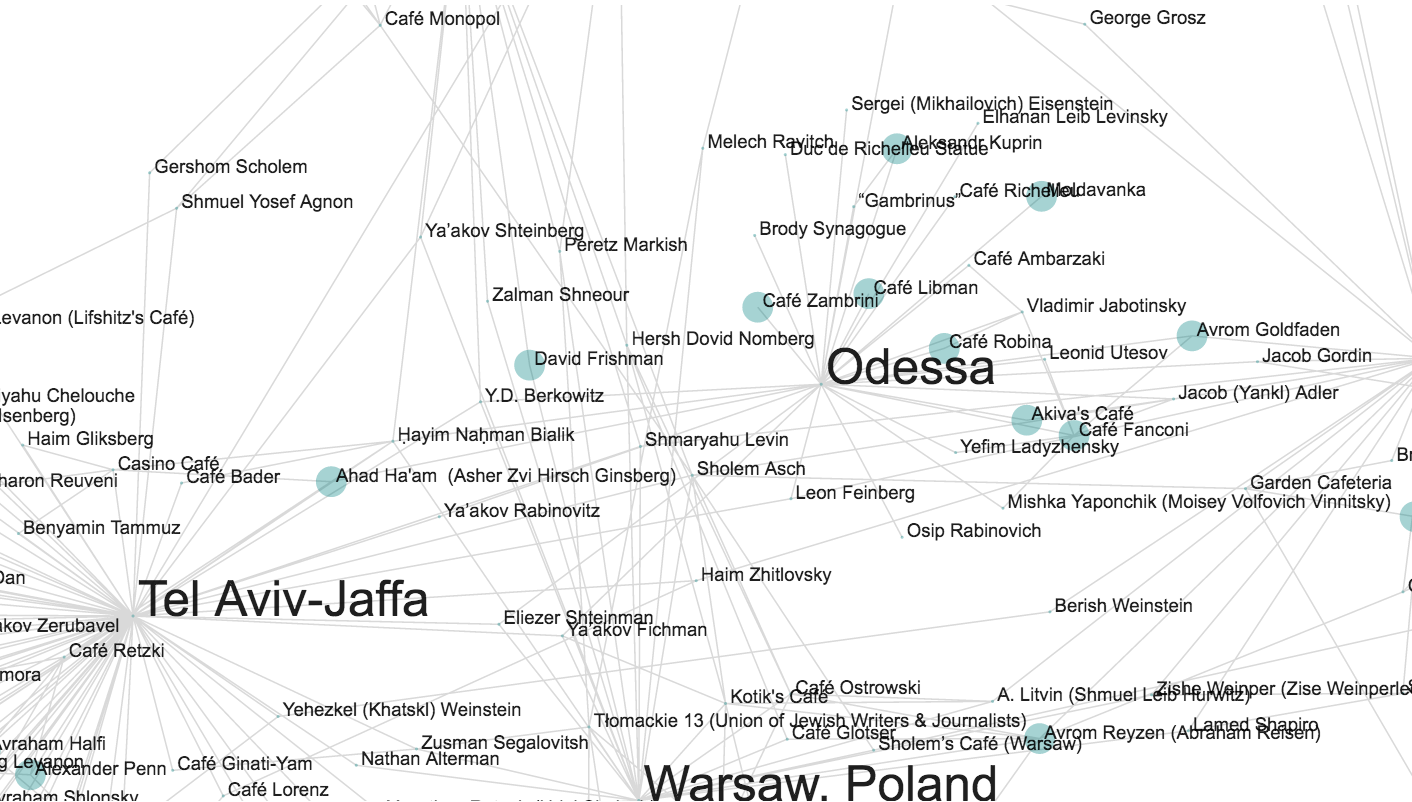 Café Monopol
George Grosz
Sergei (Mikhailovich) Eisenstein
Elhanan Leib Levinsky
Melech Ravitch
Aleksandr Kuprin
Duc de Richelieu Statue
Gershom Scholem
Café Richelieu
Moldavanka
Shmuel Yosef Agnon
“Gambrinus”
Ya’akov Shteinberg
Brody Synagogue
Peretz Markish
Café Ambarzaki
Café Libman
Zalman Shneour
Café Zambrini
Vladimir Jabotinsky
evanon (Lifshitz's Café)
Avrom Goldfaden
Hersh Dovid Nomberg
Café Robina
David Frishman
Leonid Utesov
Jacob Gordin
Odessa
yahu Chelouche
Y.D. Berkowitz
Jacob (Yankl) Adler
lsenberg)
Akiva's Café
Café Fanconi
Haim Gliksberg
Ḥayim Naḥman Bialik
Shmaryahu Levin
Yefim Ladyzhensky
Casino Café
Sholem Asch
haron Reuveni
Café Bader
Ahad Ha'am (Asher Zvi Hirsch Ginsberg)
Garden Cafeteria
Leon Feinberg
Mishka Yaponchik (Moisey Volfovich Vinnitsky)
Ya’akov Rabinovitz
Benyamin Tammuz
Osip Rabinovich
Dan
Haim Zhitlovsky
Tel Aviv-Jaffa
Berish Weinstein
Eliezer Shteinman
akov Zerubavel
Ya’akov Fichman
Café Retzki
mora
Café Ostrowski
Zishe Weinper (Zise Weinperle
Kotik's Café
A. Litvin (Shmuel Leib Hurwitz)
Yehezkel (Khatskl) Weinstein
Tłomackie 13 (Union of Jewish Writers & Journalists)
Lamed Shapiro
Café Glotser
Avrom Reyzen (Abraham Reisen)
Avraham Halfi
Zusman Segalovitsh
Sholem’s Café (Warsaw)
Nathan Alterman
g Levanon
Alexander Penn
Café Ginati-Yam
Warsaw, Poland
Café Lorenz
vraham Shlonsky